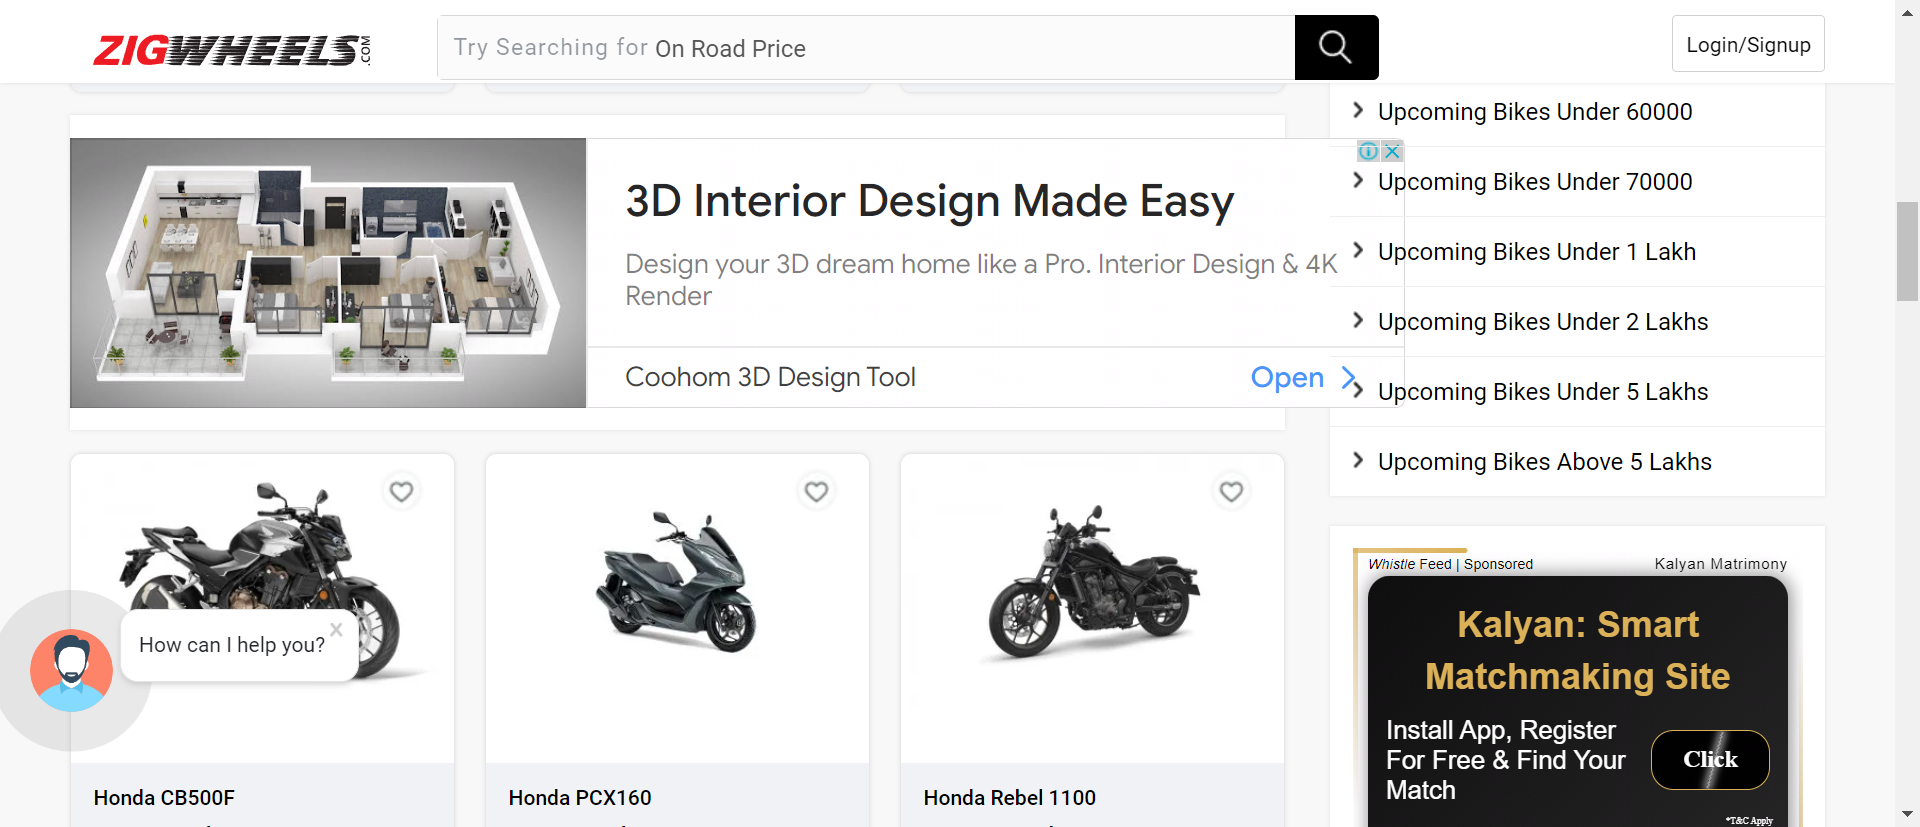 ZIGWHEELS.COM
Try Searching for On Road Price
Login/Signup
Upcoming Bikes Under 60000
Upcoming Bikes Under 70000
Upcoming Bikes Under 1 Lakh
Upcoming Bikes Under 2 Lakhs
Upcoming Bikes Under 5 Lakhs
Upcoming Bikes Above 5 Lakhs
3D Interior Design Made Easy
Design your 3D dream home like a Pro. Interior Design & 4K
Render
Coohom 3D Design Tool
Open
How can I help you?
Honda CB500F
Honda PCX160
Honda Rebel 1100
Whistle Feed | Sponsored
Kalyan Matrimony
Kalyan: Smart
Matchmaking Site
Install App, Register
For Free & Find Your
Match
Click
*T&C Apply